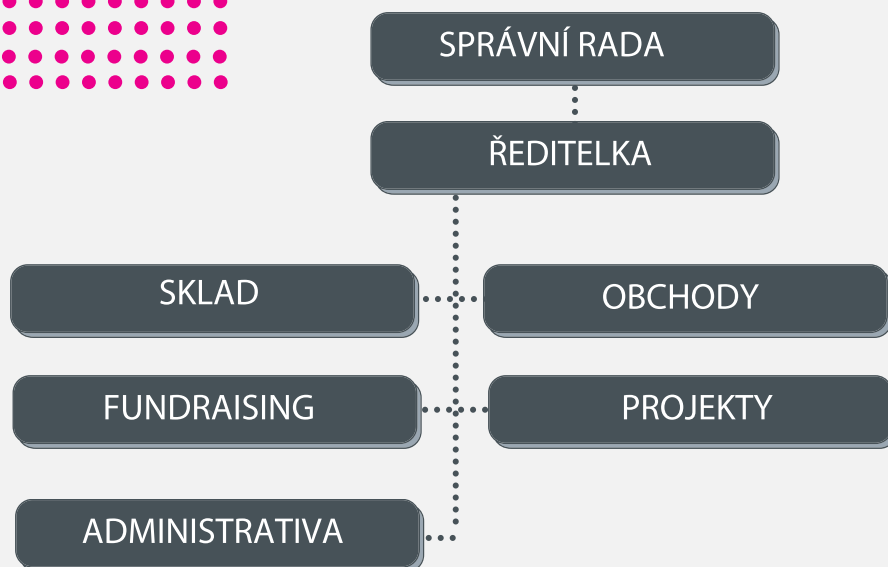 SPRÁVNÍ RADA
ŘEDITELKA
SKLAD
OBCHODY
FUNDRAISING
PROJEKTY
ADMINISTRATIVA